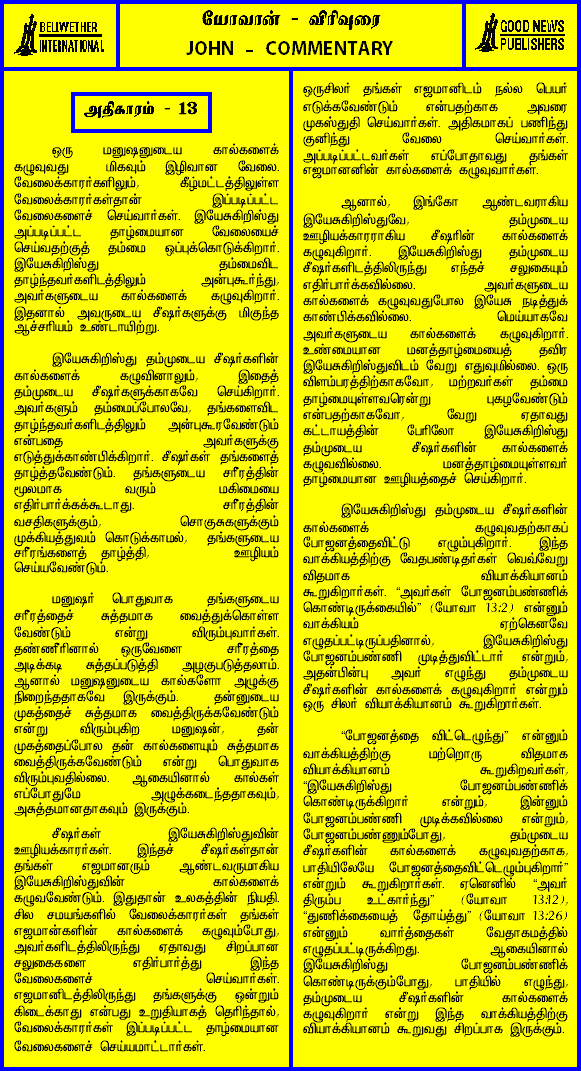 BELLWETHER
INTERNATIONAL
யோவான் - விரிவுரை
JOHN - COMMENTARY
GOOD NEWS
PUBLISHERS
அதிகாரம் - 13
ஒரு மனுஷனுடைய கால்களைக்
கழுவுவது மிகவும் இழிவான வேலை.
வேலைக்காரர்களிலும், கீழ்மட்டத்திலுள்ள
வேலைக்காரர்கள்தான் இப்படிப்பட்ட
வேலைகளைச் செய்வார்கள். இயேசுகிறிஸ்து
அப்படிப்பட்ட தாழ்மையான வேலையைச்
செய்வதற்குத் தம்மை ஒப்புக்கொடுக்கிறார்.
இயேசுகிறிஸ்து தம்மைவிட
தாழ்ந்தவர்களிடத்திலும் அன்புகூர்ந்து,
அவர்களுடைய கால்களை கழுவுகிறார்.
இதனால் அவருடைய சீஷர்களுக்கு மிகுந்த
ஆச்சரியம் உண்டாயிற்று.
இயேசுகிறிஸ்து தம்முடைய சீஷர்களின்
கால்களைக் கழுவினாலும், இதைத்
தம்முடைய சீஷர்களுக்காகவே செய்கிறார்.
அவர்களும் தம்மைப்போலவே, தங்களைவிட
தாழ்ந்தவர்களிடத்திலும் அன்புகூரவேண்டும்
என்பதை அவர்களுக்கு
எடுத்துக்காண்பிக்கிறார். சீஷர்கள் தங்களைத்
தாழ்த்தவேண்டும். தங்களுடைய சரீரத்தின்
மூலமாக வரும் மகிமையை
எதிர்பார்க்கக்கூடாது. சரீரத்தின்
வசதிகளுக்கும், சொகுசுகளுக்கும்
முக்கியத்துவம் கொடுக்காமல், தங்களுடைய
சரீரங்களைத் தாழ்த்தி, ஊழியம்
செய்யவேண்டும்.
மனுஷர் பொதுவாக தங்களுடைய
சரீரத்தைச் சுத்தமாக வைத்துக்கொள்ள
வேண்டும் என்று விரும்புவார்கள்.
தண்ணீரினால் ஒருவேளை சரீரத்தை
அடிக்கடி சுத்தப்படுத்தி அழகுபடுத்தலாம்.
ஆனால் மனுஷனுடைய கால்களோ அழுக்கு
நிறைந்ததாகவே இருக்கும். தன்னுடைய
முகத்தைச் சுத்தமாக வைத்திருக்கவேண்டும்
என்று விரும்புகிற மனுஷன், தன்
முகத்தைப்போல தன் கால்களையும் சுத்தமாக
வைத்திருக்கவேண்டும் என்று பொதுவாக
விரும்புவதில்லை. ஆகையினால் கால்கள்
எப்போதுமே அழுக்கடைந்ததாகவும்,
அசுத்தமானதாகவும் இருக்கும்.
சீஷர்கள் இயேசுகிறிஸ்துவின்
ஊழியக்காரர்கள். இந்தச் சீஷர்கள்தான்
தங்கள் எஜமானரும் ஆண்டவருமாகிய
இயேசுகிறிஸ்துவின் கால்களைக்
கழுவவேண்டும். இதுதான் உலகத்தின் நியதி.
சில சமயங்களில் வேலைக்காரர்கள் தங்கள்
எஜமான்களின் கால்களைக் கழுவும்போது,
அவர்களிடத்திலிருந்து ஏதாவது சிறப்பான
சலுகைகளை எதிர்பார்த்து இந்த
வேலைகளைச் செய்வார்கள்.
எஜமானிடத்திலிருந்து தங்களுக்கு ஒன்றும்
கிடைக்காது என்பது உறுதியாகத் தெரிந்தால்,
வேலைக்காரர்கள் இப்படிப்பட்ட தாழ்மையான
வேலைகளைச் செய்யமாட்டார்கள்.
ஒருசிலர் தங்கள் எஜமானிடம் நல்ல பெயர்
எடுக்கவேண்டும் என்பதற்காக அவரை
முகஸ்துதி செய்வார்கள். அதிகமாகப் பணிந்து
குனிந்து வேலை செய்வார்கள்.
அப்படிப்பட்டவர்கள் எப்போதாவது தங்கள்
எஜமானனின் கால்களைக் கழுவுவார்கள்.
ஆனால், இங்கோ ஆண்டவராகிய
இயேசுகிறிஸ்துவே, தம்முடைய
ஊழியக்காரராகிய சீஷரின் கால்களைக்
கழுவுகிறார். இயேசுகிறிஸ்து தம்முடைய
சீஷர்களிடத்திலிருந்து எந்தச் சலுகையும்
எதிர்பார்க்கவில்லை. அவர்களுடைய
கால்களைக் கழுவுவதுபோல இயேசு நடித்துக்
காண்பிக்கவில்லை. மெய்யாகவே
அவர்களுடைய கால்களைக் கழுவுகிறார்.
உண்மையான மனத்தாழ்மையைத் தவிர
இயேசுகிறிஸ்துவிடம் வேறு எதுவுமில்லை. ஒரு
விளம்பரத்திற்காகவோ, மற்றவர்கள் தம்மை
தாழ்மையுள்ளவரென்று புகழவேண்டும்
என்பதற்காகவோ, வேறு ஏதாவது
கட்டாயத்தின் பேரிலோ இயேசுகிறிஸ்து
தம்முடைய சீஷர்களின் கால்களைக்
கழுவவில்லை. மனத்தாழ்மையுள்ளவர்
தாழ்மையான ஊழியத்தைச் செய்கிறார்.
இயேசுகிறிஸ்து தம்முடைய சீஷர்களின்
கால்களைக் கழுவுவதற்காகப்
போஜனத்தைவிட்டு எழும்புகிறார். இந்த
வாக்கியத்திற்கு வேதபண்டிதர்கள் வெவ்வேறு
விதமாக வியாக்கியானம்
கூறுகிறார்கள். “அவர்கள் போஜனம்பண்ணிக்
கொண்டிருக்கையில்” (யோவா 13:2) என்னும்
வாக்கியம் ஏற்கெனவே
எழுதப்பட்டிருப்பதினால், இயேசுகிறிஸ்து
போஜனம்பண்ணி முடித்துவிட்டார் என்றும்,
அதன்பின்பு அவர் எழுந்து தம்முடைய
சீஷர்களின் கால்களைக் கழுவுகிறார் என்றும்
ஒரு சிலர் வியாக்கியானம் கூறுகிறார்கள்.
“போஜனத்தை விட்டெழுந்து” என்னும்
வாக்கியத்திற்கு மற்றொரு விதமாக
வியாக்கியானம் கூறுகிறவர்கள்,
“இயேசுகிறிஸ்து போஜனம்பண்ணிக்
கொண்டிருக்கிறார் என்றும், இன்னும்
போஜனம்பண்ணி முடிக்கவில்லை என்றும்,
போஜனம்பண்ணும்போது, தம்முடைய
சீஷர்களின் கால்களைக் கழுவுவதற்காக,
பாதியிலேயே போஜனத்தைவிட்டெழும்புகிறார்”
என்றும் கூறுகிறார்கள். ஏனெனில் “அவர்
திரும்ப உட்கார்ந்து” (யோவா 13:12),
“துணிக்கையைத் தோய்த்து” (யோவா 13:26)
என்னும் வார்த்தைகள் வேதாகமத்தில்
எழுதப்பட்டிருக்கிறது. ஆகையினால்
இயேசுகிறிஸ்து போஜனம்பண்ணிக்
கொண்டிருக்கும்போது, பாதியில் எழுந்து,
தம்முடைய சீஷர்களின் கால்களைக்
கழுவுகிறார் என்று இந்த வாக்கியத்திற்கு
வியாக்கியானம் கூறுவது சிறப்பாக இருக்கும்.